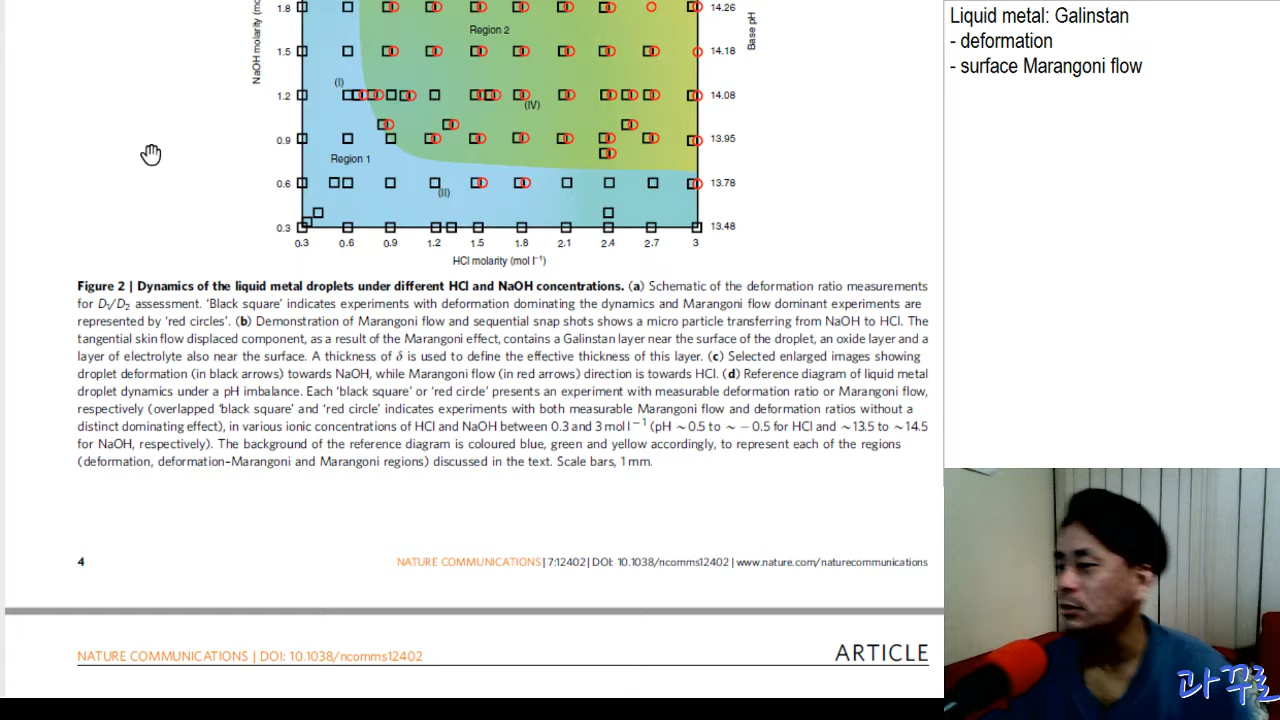 1.8
14.26
Region 2
NaOH molarity (mo
Base pH
1.5
14.18
(I)
1.2
14.08
(IV)
0.9
13.95
Region 1
0.6
13.78
(II)
0.3
13.48
0.3 0.6 0.9 1.2 1.5 1.8 2.1 2.4 2.7 3
HCl molarity (mol l⁻¹)
Figure 2 | Dynamics of the liquid metal droplets under different HCl and NaOH concentrations. (a) Schematic of the deformation ratio measurements
for D₁/D₂ assessment. 'Black square' indicates experiments with deformation dominating the dynamics and Marangoni flow dominant experiments are
represented by 'red circles'. (b) Demonstration of Marangoni flow and sequential snap shots shows a micro particle transferring from NaOH to HCl. The
tangential skin flow displaced component, as a result of the Marangoni effect, contains a Galinstan layer near the surface of the droplet, an oxide layer and a
layer of electrolyte also near the surface. A thickness of δ is used to define the effective thickness of this layer. (c) Selected enlarged images showing
droplet deformation (in black arrows) towards NaOH, while Marangoni flow (in red arrows) direction is towards HCl. (d) Reference diagram of liquid metal
droplet dynamics under a pH imbalance. Each 'black square' or 'red circle' presents an experiment with measurable deformation ratio or Marangoni flow,
respectively (overlapped 'black square' and 'red circle' indicates experiments with both measurable Marangoni flow and deformation ratios without a
distinct dominating effect), in various ionic concentrations of HCl and NaOH between 0.3 and 3 mol l⁻¹ (pH ~0.5 to ~ −0.5 for HCl and ~13.5 to ~14.5
for NaOH, respectively). The background of the reference diagram is coloured blue, green and yellow accordingly, to represent each of the regions
(deformation, deformation–Marangoni and Marangoni regions) discussed in the text. Scale bars, 1 mm.
4
NATURE COMMUNICATIONS | 7:12402 | DOI: 10.1038/ncomms12402 | www.nature.com/naturecommunications
NATURE COMMUNICATIONS | DOI: 10.1038/ncomms12402
ARTICLE
Liquid metal: Galinstan
- deformation
- surface Marangoni flow
과꾸로